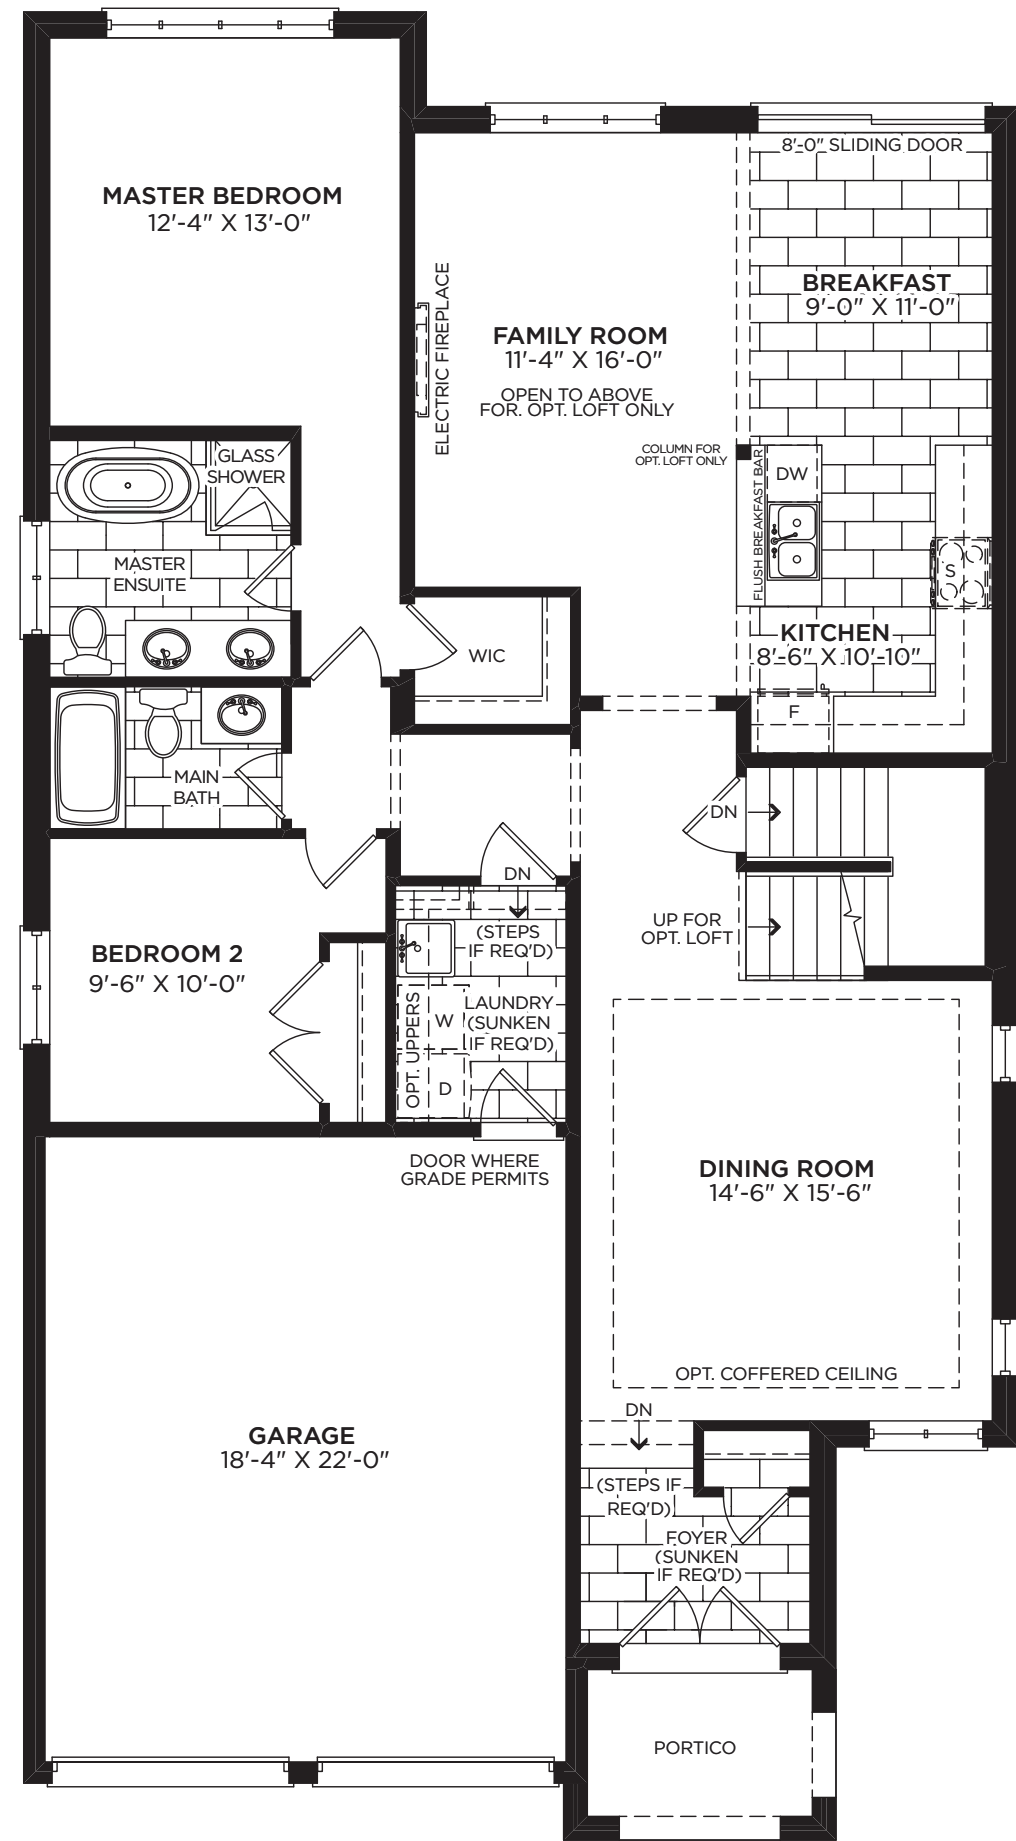 8'-0" SLIDING DOOR
MASTER BEDROOM
12'-4" X 13'-0"
BREAKFAST
9'-0" X 11'-0"
ELECTRIC FIREPLACE
FAMILY ROOM
11'-4" X 16'-0"
OPEN TO ABOVE
FOR. OPT. LOFT ONLY
COLUMN FOR
OPT. LOFT ONLY
FLUSH BREAKFAST BAR
DW
GLASS
SHOWER
MASTER
ENSUITE
S
KITCHEN
8'-6" X 10'-10"
WIC
F
MAIN
BATH
DN
DN
UP FOR
OPT. LOFT
(STEPS
IF REQ'D)
BEDROOM 2
9'-6" X 10'-0"
OPT. UPPERS
W
LAUNDRY
(SUNKEN
IF REQ'D)
D
DOOR WHERE
GRADE PERMITS
DINING ROOM
14'-6" X 15'-6"
OPT. COFFERED CEILING
DN
GARAGE
18'-4" X 22'-0"
(STEPS IF
REQ'D)
FOYER
(SUNKEN
IF REQ'D)
PORTICO